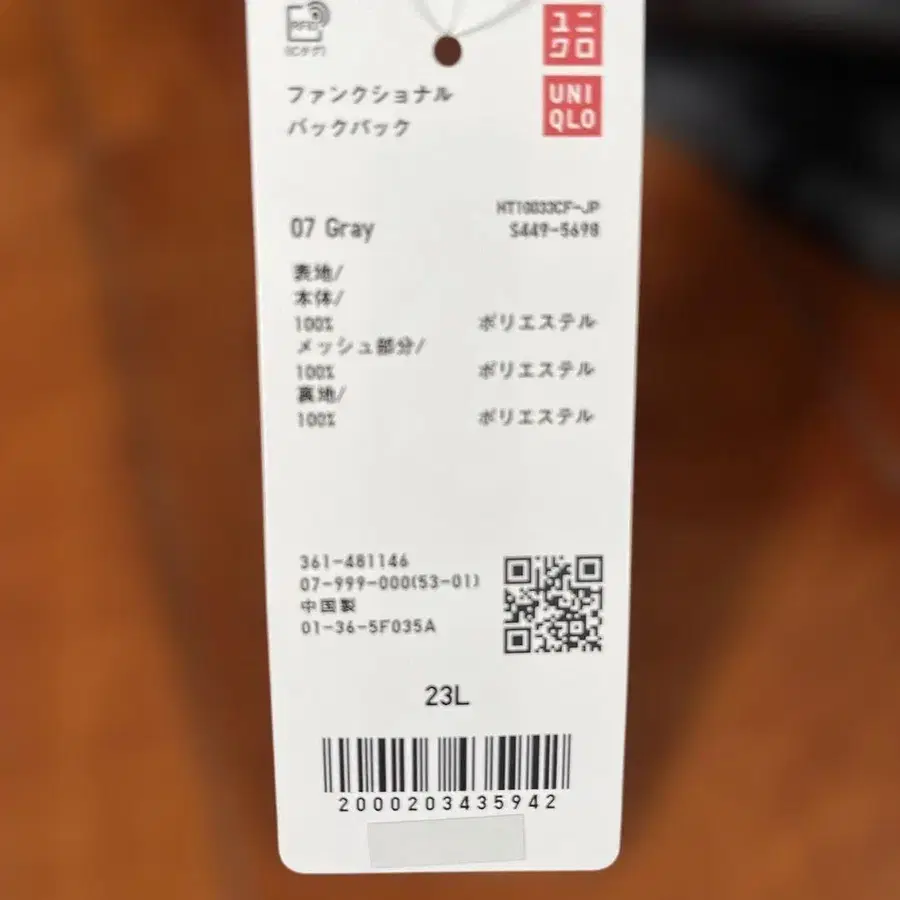 RFID
(ICタグ)
ユニ
クロ
UNI
QLO
ファンクショナル
バックパック
07 Gray
HT10033CF-JP
S449-5698
表地/
本体/
100% ポリエステル
メッシュ部分/
100% ポリエステル
裏地/
100% ポリエステル
361-481146
07-999-000(53-01)
中国製
01-36-5F035A
23L
2000203435942